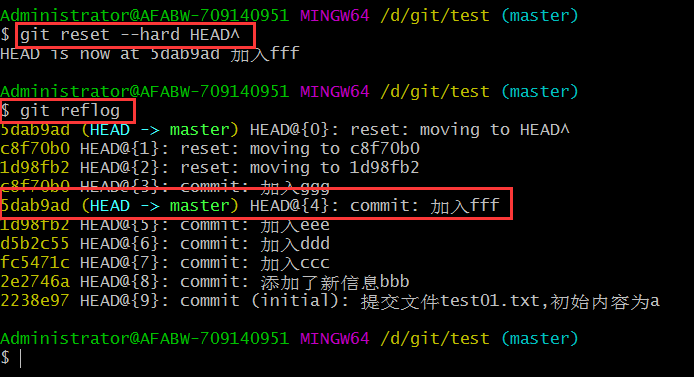 Administrator@AFABW-709140951 MINGW64 /d/git/test (master)
$ git reset --hard HEAD^
HEAD is now at 5dab9ad 加入fff
Administrator@AFABW-709140951 MINGW64 /d/git/test (master)
$ git reflog
5dab9ad (HEAD -> master) HEAD@{0}: reset: moving to HEAD^
c8f70b0 HEAD@{1}: reset: moving to c8f70b0
1d98fb2 HEAD@{2}: reset: moving to 1d98fb2
c8f70b0 HEAD@{3}: commit: 加入ggg
5dab9ad (HEAD -> master) HEAD@{4}: commit: 加入fff
1d98fb2 HEAD@{5}: commit: 加入eee
d5b2c55 HEAD@{6}: commit: 加入ddd
fc5471c HEAD@{7}: commit: 加入ccc
2e2746a HEAD@{8}: commit: 添加了新信息bbb
2238e97 HEAD@{9}: commit (initial): 提交文件test01.txt,初始内容为a
Administrator@AFABW-709140951 MINGW64 /d/git/test (master)
$